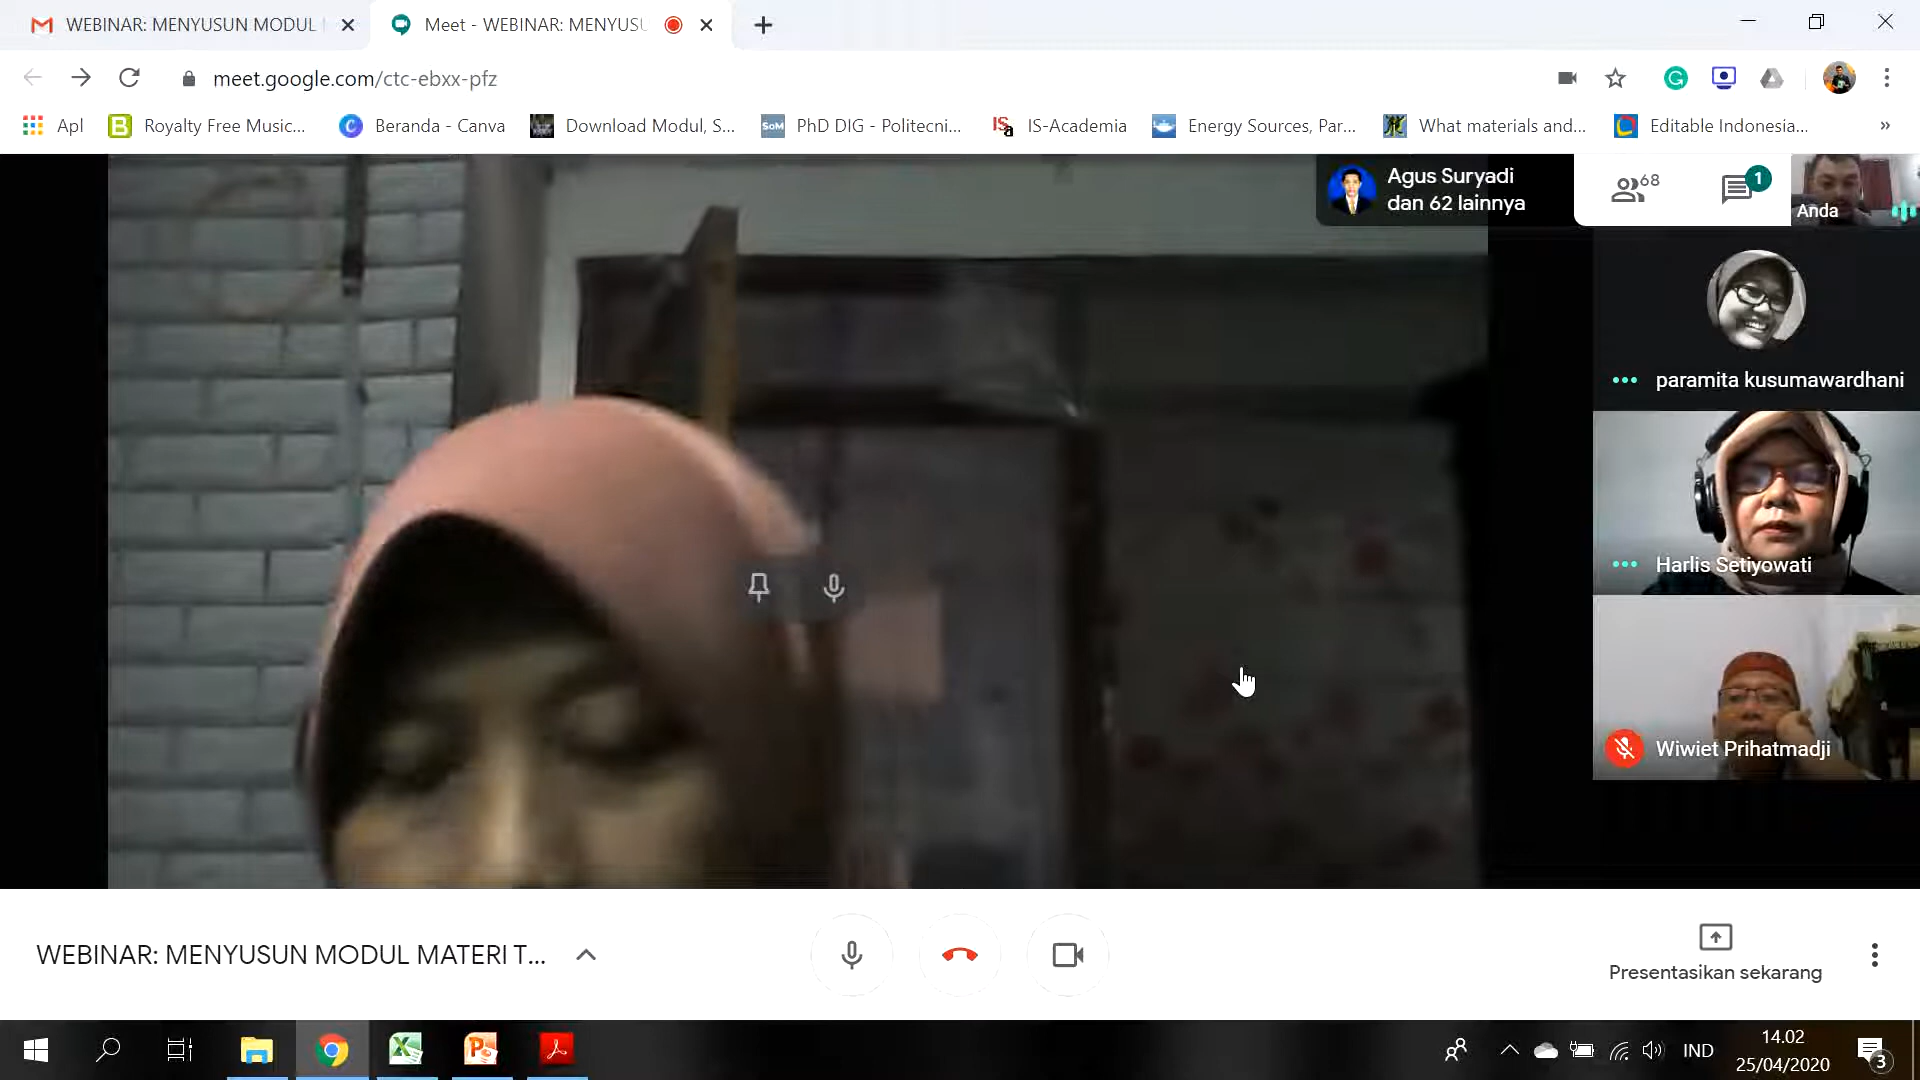 WEBINAR: MENYUSUN MODUL
Meet - WEBINAR: MENYUSU
meet.google.com/ctc-ebxx-pfz
Apl
Royalty Free Music...
Beranda - Canva
Download Modul, S...
SoM
PhD DIG - Politecni...
IS-Academia
Energy Sources, Par...
What materials and...
Editable Indonesia...
»
Agus Suryadi
dan 62 lainnya
68
1
Anda
paramita kusumawardhani
Harlis Setiyowati
Wiwiet Prihatmadji
WEBINAR: MENYUSUN MODUL MATERI T...
Presentasikan sekarang
IND
14.02
25/04/2020
3